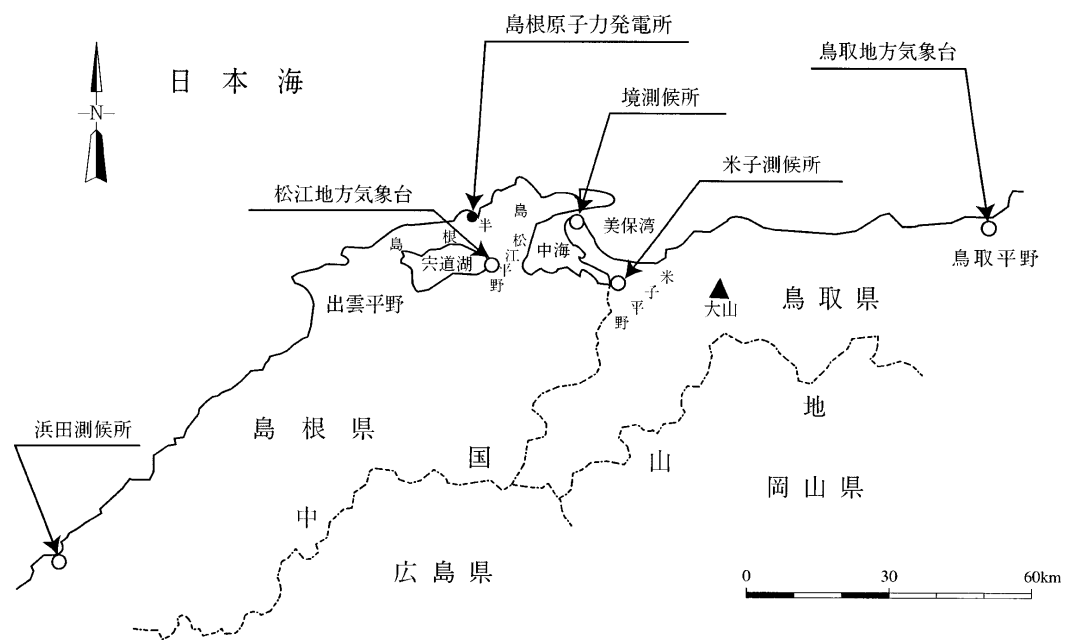 島根原子力発電所
鳥取地方気象台
日本海
境測候所
N
米子測候所
松江地方気象台
島根半島
美保湾
松江平野
中海
宍道湖
鳥取平野
米子平野
出雲平野
大山
鳥取県
浜田測候所
島根県
中国山地
岡山県
広島県
0 30 60km